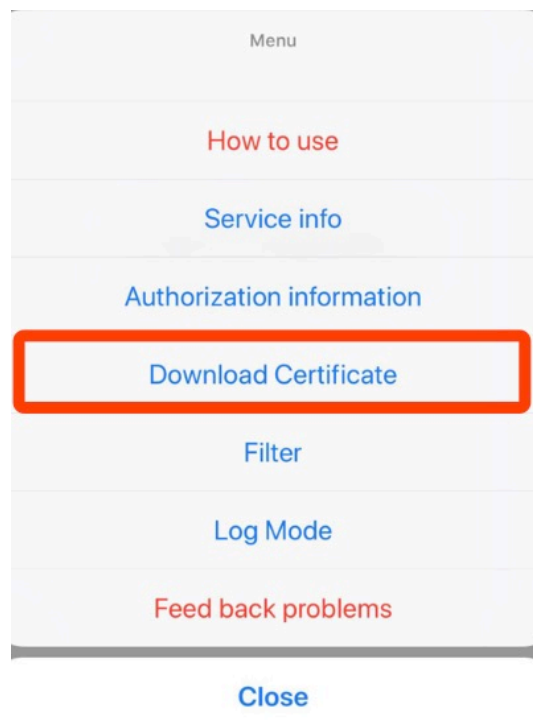 Menu
How to use
Service info
Authorization information
Download Certificate
Filter
Log Mode
Feed back problems
Close